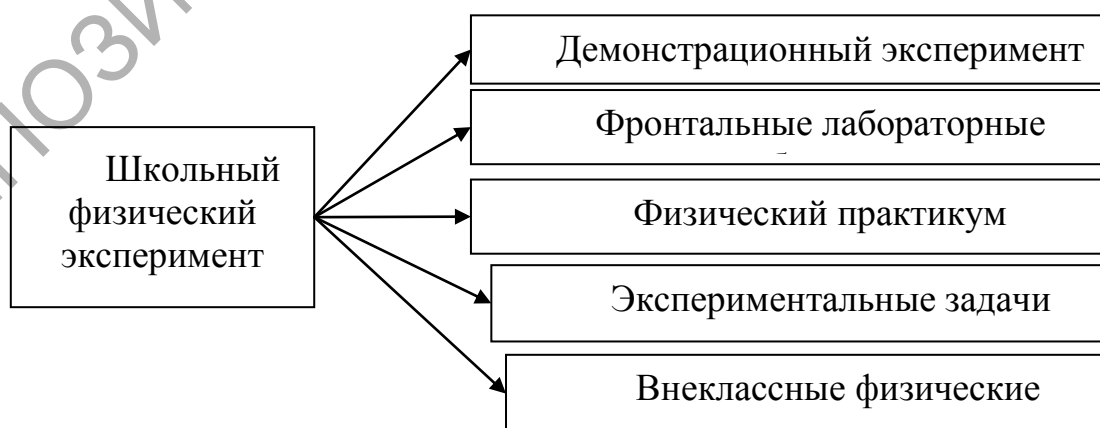 Школьный
физический
эксперимент
Демонстрационный эксперимент
Фронтальные лабораторные
Физический практикум
Экспериментальные задачи
Внеклассные физические